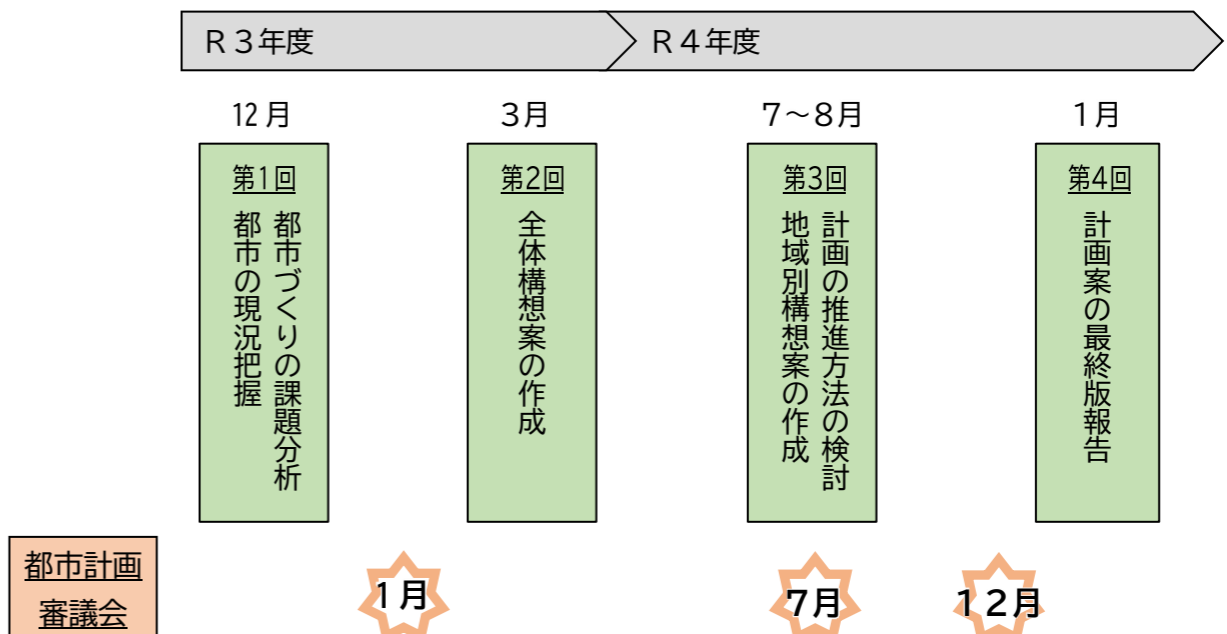 R3年度
R4年度
12月
3月
7～8月
1月
第1回
都市づくりの課題分析
都市の現況把握
第2回
全体構想案の作成
第3回
計画の推進方法の検討
地域別構想案の作成
第4回
計画案の最終版報告
都市計画
審議会
1月
7月
12月